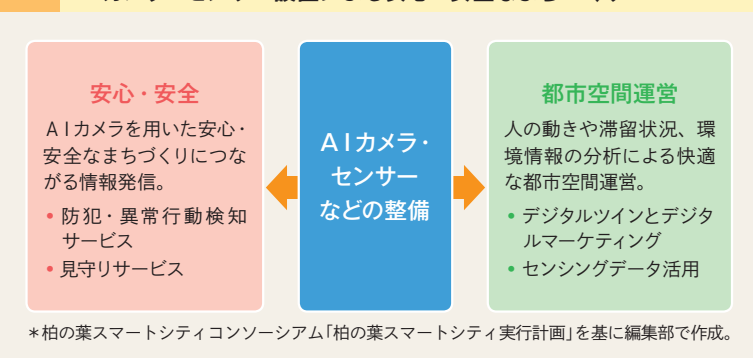 安心・安全
AIカメラを用いた安心・
安全なまちづくりにつな
がる情報発信。
•防犯・異常行動検知
サービス
•見守りサービス
AIカメラ・
センサー
などの整備
都市空間運営
人の動きや滞留状況、環
境情報の分析による快適
な都市空間運営。
•デジタルツインとデジタ
ルマーケティング
•センシングデータ活用
＊柏の葉スマートシティコンソーシアム「柏の葉スマートシティ実行計画」を基に編集部で作成。